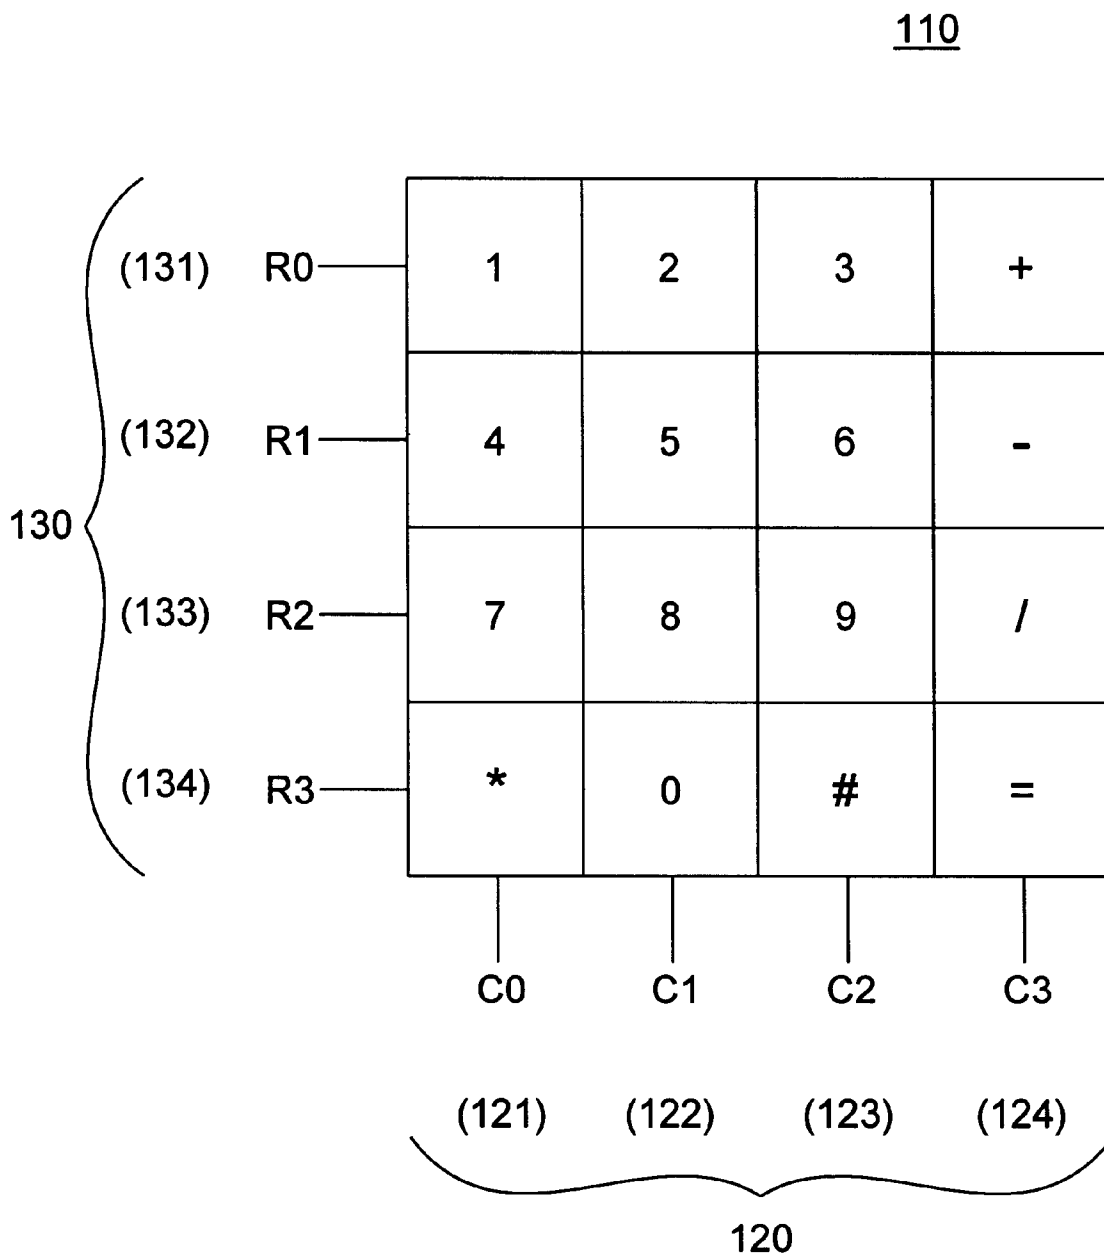 110
(131) R0 1 2 3 +
(132) R1 4 5 6 -
130
(133) R2 7 8 9 /
(134) R3 * 0 # =
C0 C1 C2 C3
(121) (122) (123) (124)
120